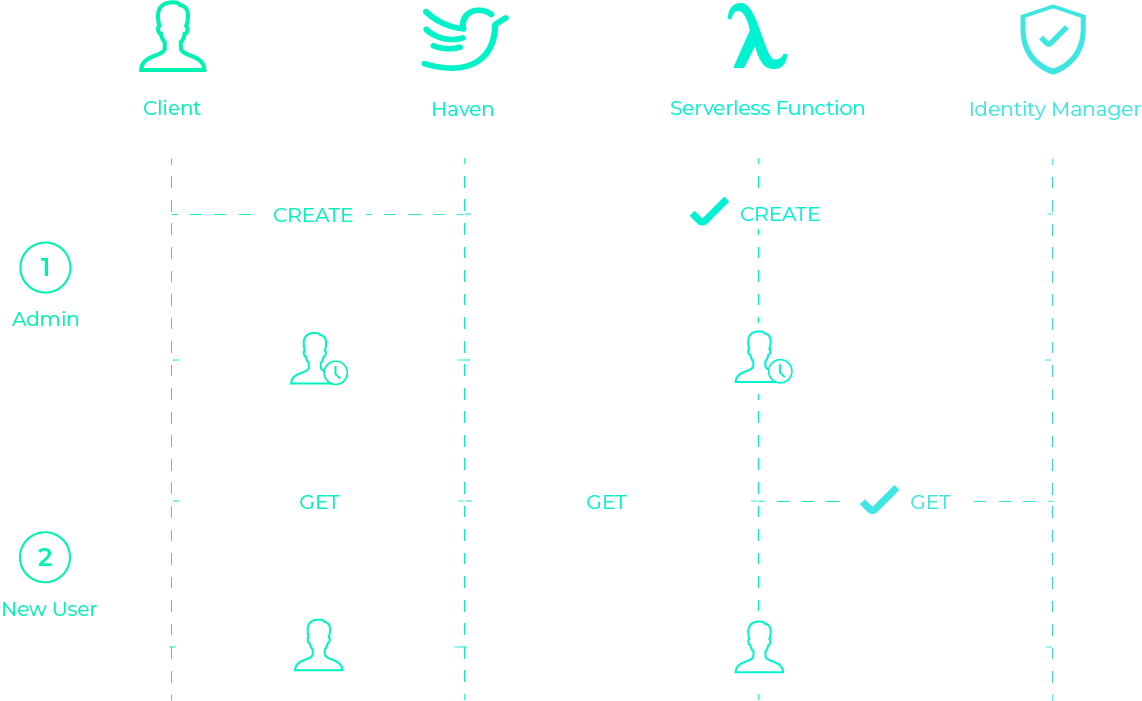 Client
Haven
Serverless Function
Identity Manager
CREATE
CREATE
1
Admin
GET
GET
GET
2
New User